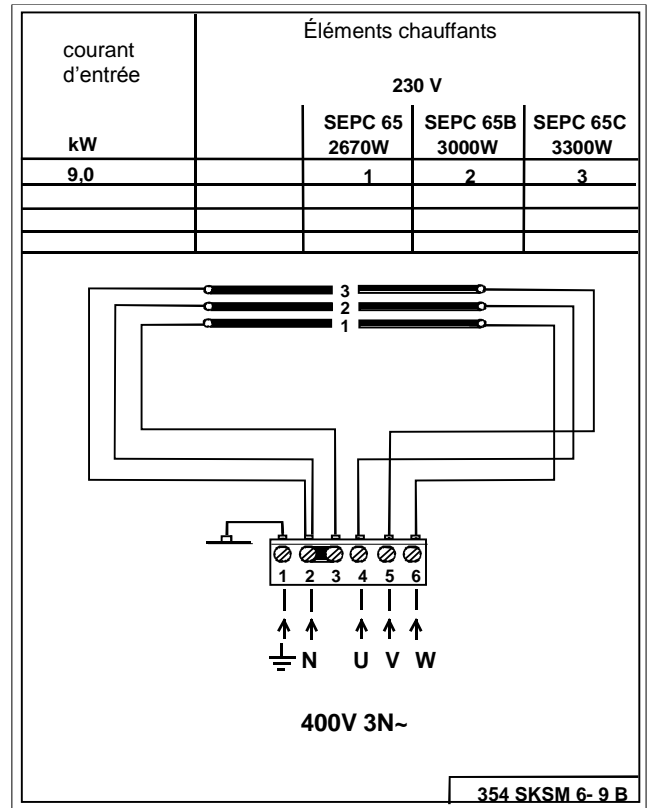 courant
d'entrée
Éléments chauffants
230 V
kW
SEPC 65 SEPC 65B SEPC 65C
2670W 3000W 3300W
9,0 1 2 3
3
2
1
1 2 3 4 5 6
N U V W
400V 3N~
354 SKSM 6- 9 B